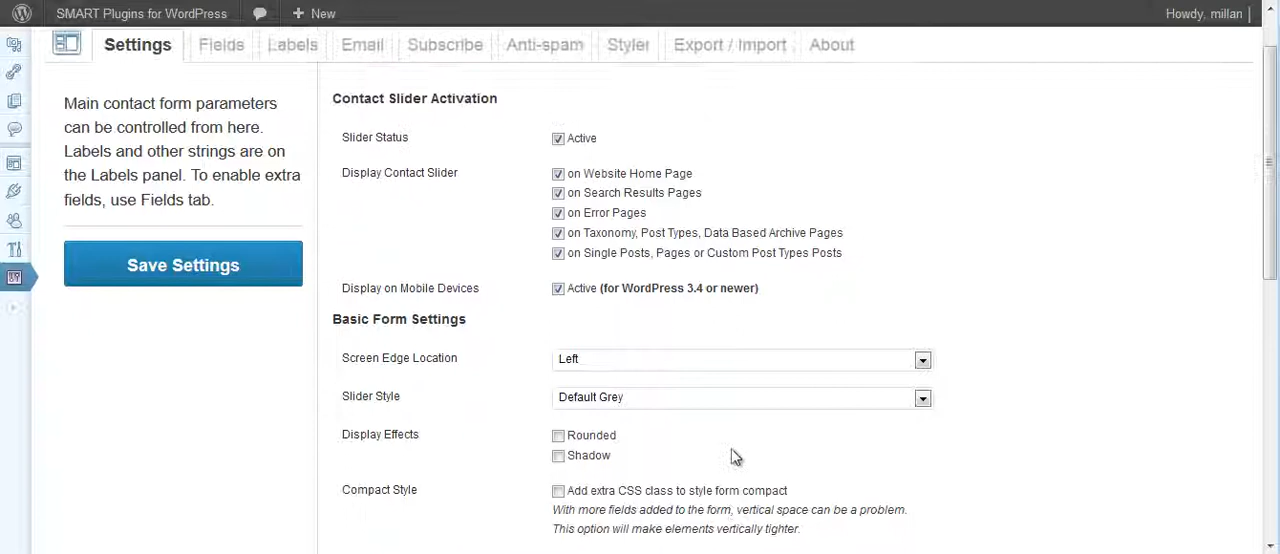 SMART Plugins for WordPress + New Howdy, millan
Settings Fields Labels Email Subscribe Anti-spam Styler Export / Import About
Main contact form parameters
can be controlled from here.
Labels and other strings are on
the Labels panel. To enable extra
fields, use Fields tab.
Save Settings
Contact Slider Activation
Slider Status Active
Display Contact Slider on Website Home Page
on Search Results Pages
on Error Pages
on Taxonomy, Post Types, Data Based Archive Pages
on Single Posts, Pages or Custom Post Types Posts
Display on Mobile Devices Active (for WordPress 3.4 or newer)
Basic Form Settings
Screen Edge Location Left
Slider Style Default Grey
Display Effects Rounded
Shadow
Compact Style Add extra CSS class to style form compact
With more fields added to the form, vertical space can be a problem.
This option will make elements vertically tighter.